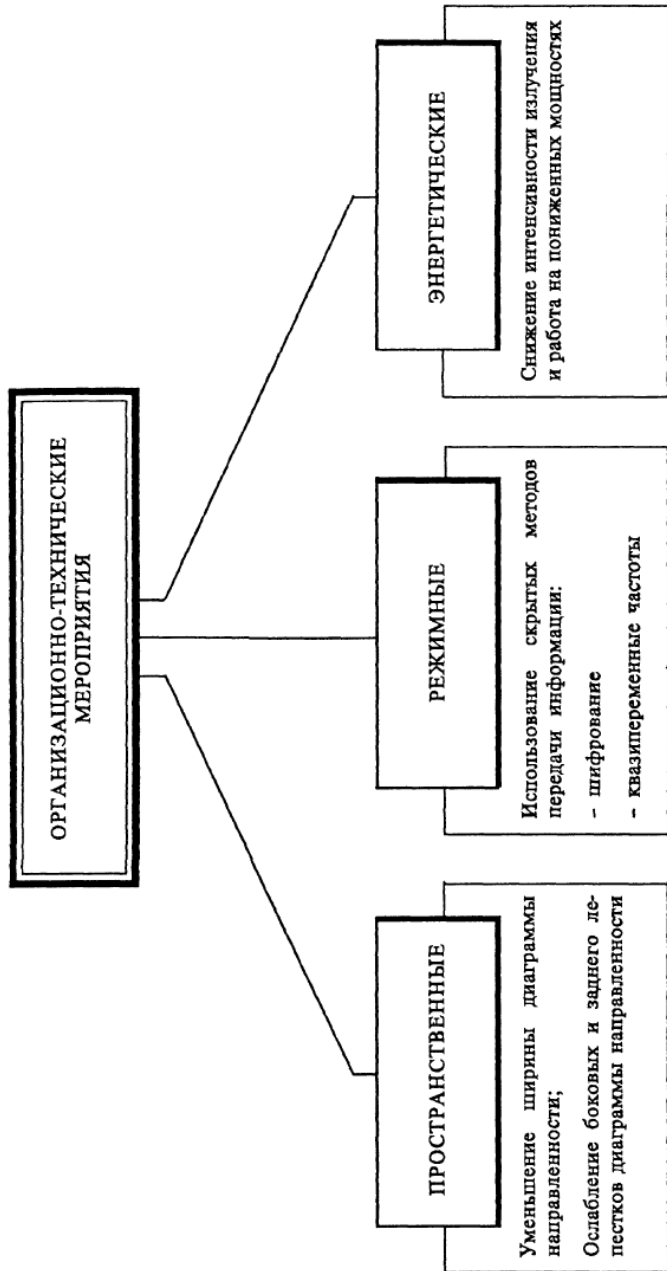 ОРГАНИЗАЦИОННО-ТЕХНИЧЕСКИЕ
МЕРОПРИЯТИЯ
ПРОСТРАНСТВЕННЫЕ
Уменьшение ширины диаграммы
направленности;
Ослабление боковых и заднего ле-
пестков диаграммы направленности
РЕЖИМНЫЕ
Использование скрытых методов
передачи информации:
- шифрование
- квазипеременные частоты
ЭНЕРГЕТИЧЕСКИЕ
Снижение интенсивности излучения
и работа на пониженных мощностях